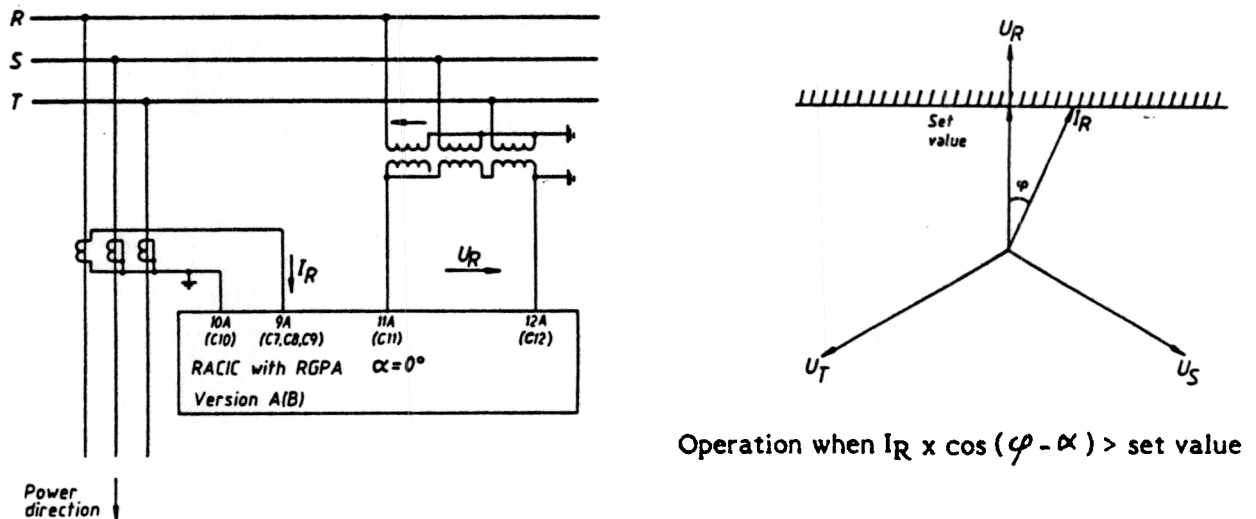 R
S
T
I_R
U_R
10A
(C10)
9A
(C7,C8,C9)
11A
(C11)
12A
(C12)
RACIC with RGPA α=0°
Version A(B)
Power
direction
U_R
Set
value
I_R
φ
U_T
U_S
Operation when I_R x cos (φ - α) > set value